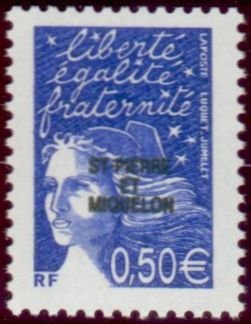 liberté
égalité
fraternité
LAPOSTE LUQUET, JUMELET
ST-PIERRE
ET
MIQUELON
RF
0,50€